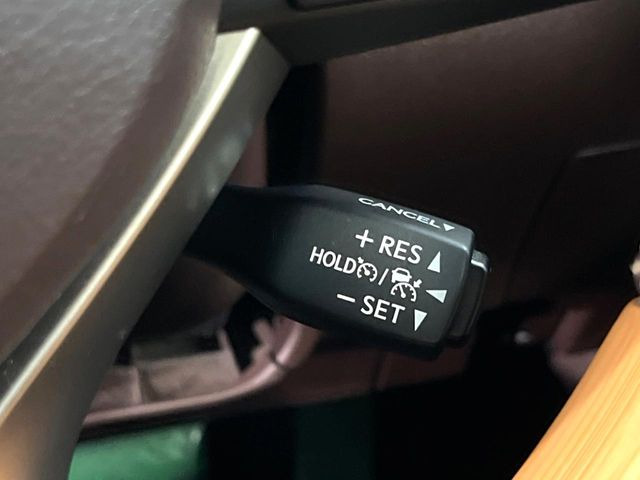 CANCEL▼
+ RES ▲
HOLD / ◀
− SET ▼